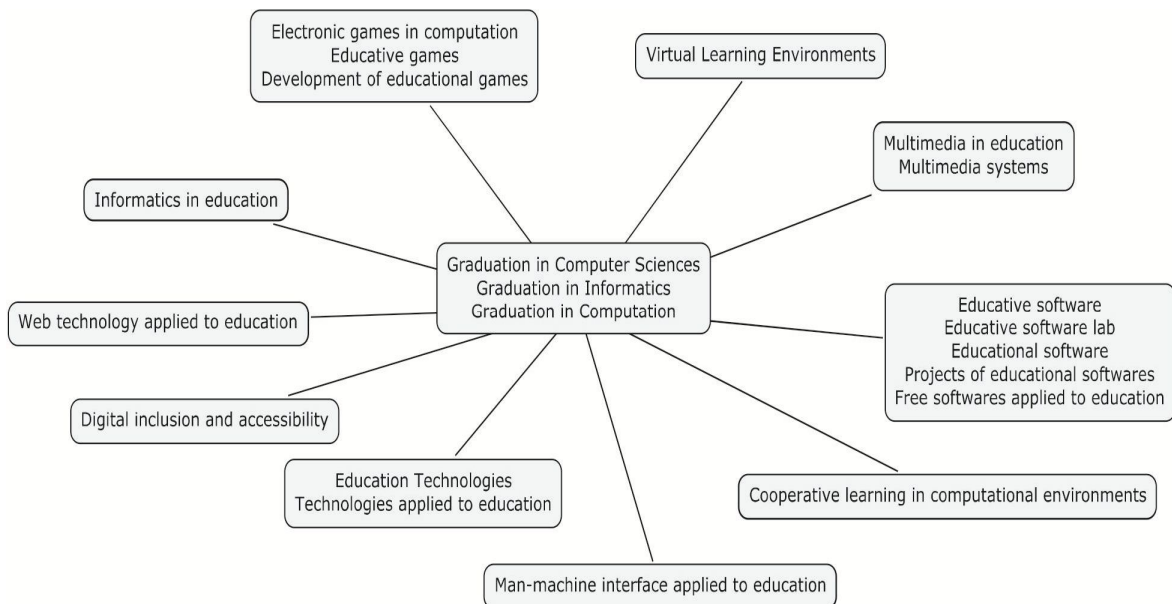 Electronic games in computation
Educative games
Development of educational games
Virtual Learning Environments
Multimedia in education
Multimedia systems
Informatics in education
Graduation in Computer Sciences
Graduation in Informatics
Graduation in Computation
Web technology applied to education
Educative software
Educative software lab
Educational software
Projects of educational softwares
Free softwares applied to education
Digital inclusion and accessibility
Education Technologies
Technologies applied to education
Cooperative learning in computational environments
Man-machine interface applied to education